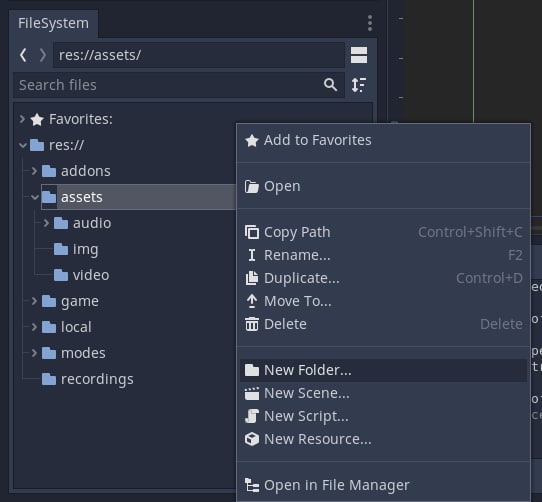 FileSystem
res://assets/
Search files
Favorites:
res://
addons
assets
audio
img
video
game
local
modes
recordings
Add to Favorites
Open
Copy Path Control+Shift+C
Rename... F2
Duplicate... Control+D
Move To...
Delete Delete
New Folder...
New Scene...
New Script...
New Resource...
Open in File Manager